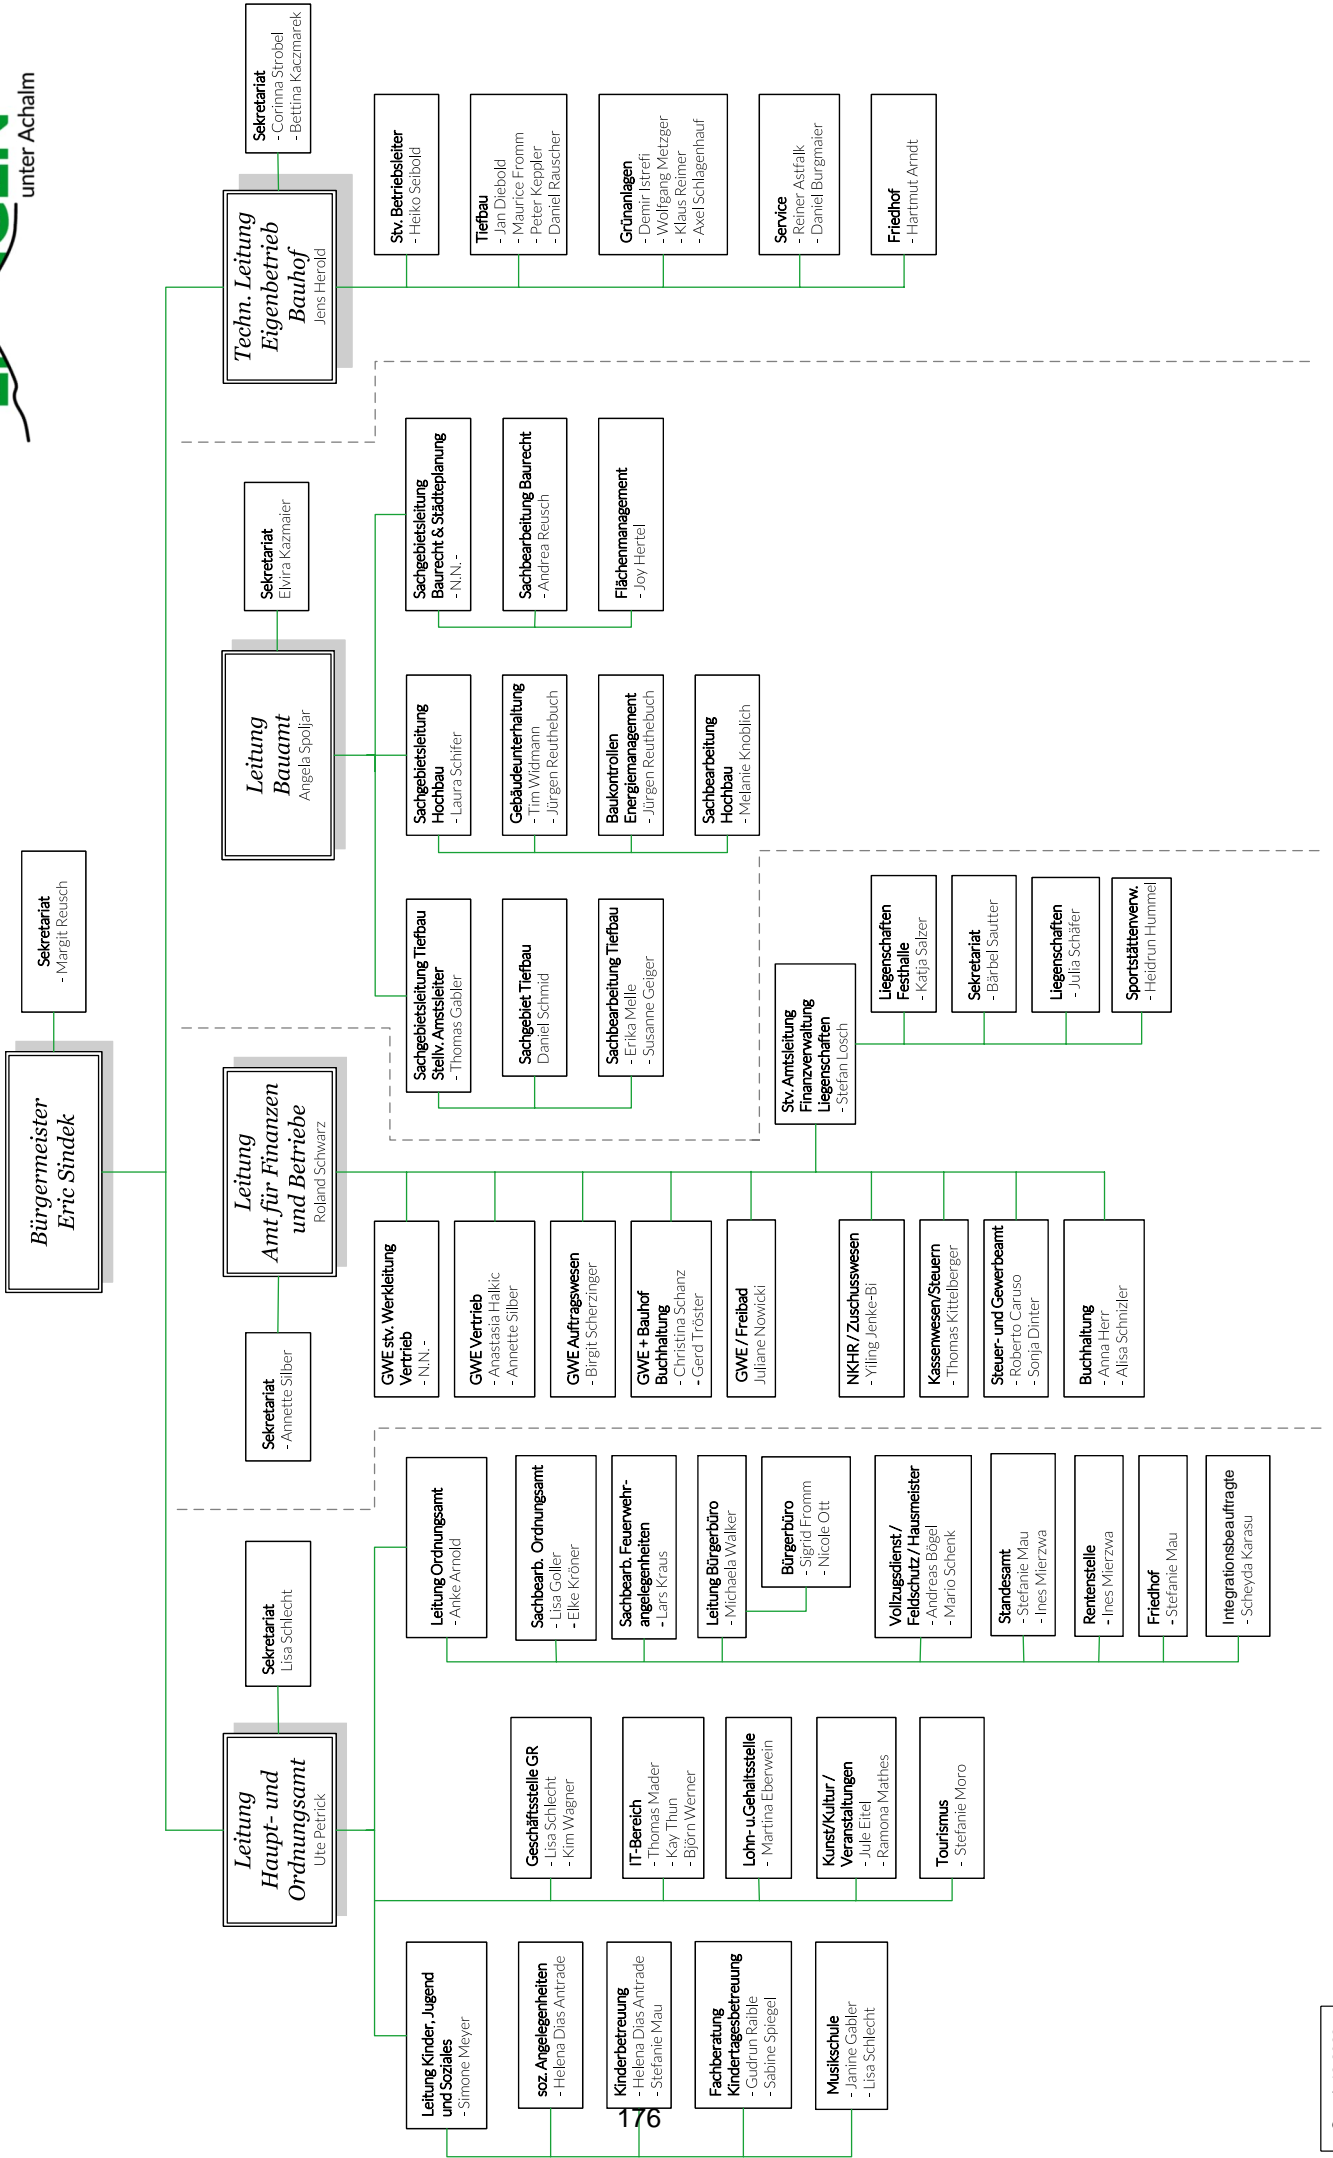 unter Achalm
Bürgermeister
Eric Sindek
Sekretariat
- Margit Reusch
Leitung
Haupt- und
Ordnungsamt
Ute Petrick
Sekretariat
Lisa Schlecht
Leitung Kinder, Jugend
und Soziales
- Simone Meyer
soz. Angelegenheiten
- Helena Dias Antrade
Kinderbetreuung
- Helena Dias Antrade
- Stefanie Mau
Fachberatung
Kindertagesbetreuung
- Gudrun Raible
- Sabine Spiegel
Musikschule
- Janine Gabler
- Lisa Schlecht
Geschäftsstelle GR
- Lisa Schlecht
- Kim Wagner
IT-Bereich
- Thomas Mader
- Kay Thun
- Björn Werner
Lohn- u.Gehaltsstelle
- Martina Eberwein
Kunst/Kultur /
Veranstaltungen
- Jule Eitel
- Ramona Mathes
Tourismus
- Stefanie Moro
Leitung Ordnungsamt
- Anke Arnold
Sachbearb. Ordnungsamt
- Lisa Goller
- Elke Kröner
Sachbearb. Feuerwehr-
angelegenheiten
- Lars Kraus
Leitung Bürgerbüro
- Michaela Walker
Bürgerbüro
- Sigrid Fromm
- Nicole Ott
Vollzugsdienst /
Feldschutz / Hausmeister
- Andreas Bögel
- Mario Schenk
Standesamt
- Stefanie Mau
- Ines Mierzwa
Rentenstelle
- Ines Mierzwa
Friedhof
- Stefanie Mau
Integrationsbeauftragte
- Scheyda Karasu
Leitung
Amt für Finanzen
und Betriebe
Roland Schwarz
Sekretariat
- Annette Silber
GWE stv. Werkleitung
Vertrieb
- N.N. -
GWE Vertrieb
- Anastasia Halkic
- Annette Silber
GWE Auftragswesen
- Birgit Scherzinger
GWE + Bauhof
Buchhaltung
- Christina Schanz
- Gerd Tröster
GWE / Freibad
Juliane Nowicki
NKHR / Zuschusswesen
- Yiling Jenke-Bi
Kassenwesen/Steuern
- Thomas Kittelberger
Steuer- und Gewerbeamt
- Roberto Caruso
- Sonja Dinter
Buchhaltung
- Anna Herr
- Alisa Schnizler
Stv. Amtsleitung
Finanzverwaltung
Liegenschaften
- Stefan Losch
Liegenschaften
Festhalle
- Katja Salzer
Sekretariat
- Bärbel Sautter
Liegenschaften
- Julia Schäfer
Sportstättenverw.
- Heidrun Hummel
Leitung
Bauamt
Angela Spoljar
Sekretariat
Elvira Kazmaier
Sachgebietsleitung Tiefbau
Stellv. Amstsleiter
- Thomas Gabler
Sachgebiet Tiefbau
Daniel Schmid
Sachbearbeitung Tiefbau
- Erika Melle
- Susanne Geiger
Sachgebietsleitung
Hochbau
- Laura Schifer
Gebäudeunterhaltung
- Tim Widmann
- Jürgen Reuthebuch
Baukontrollen
Energiemanagement
- Jürgen Reuthebuch
Sachbearbeitung
Hochbau
- Melanie Knoblich
Sachgebietsleitung
Baurecht & Städteplanung
- N.N. -
Sachbearbeitung Baurecht
- Andrea Reusch
Flächenmanagement
- Joy Hertel
Techn. Leitung
Eigenbetrieb
Bauhof
Jens Herold
Sekretariat
- Corinna Strobel
- Bettina Kaczmarek
Stv. Betriebsleiter
- Heiko Seibold
Tiefbau
- Jan Diebold
- Maurice Fromm
- Peter Keppler
- Daniel Rauscher
Grünanlagen
- Demir Istrefi
- Wolfgang Metzger
- Klaus Reimer
- Axel Schlagenhauf
Service
- Reiner Astfalk
- Daniel Burgmaier
Friedhof
- Hartmut Arndt
176